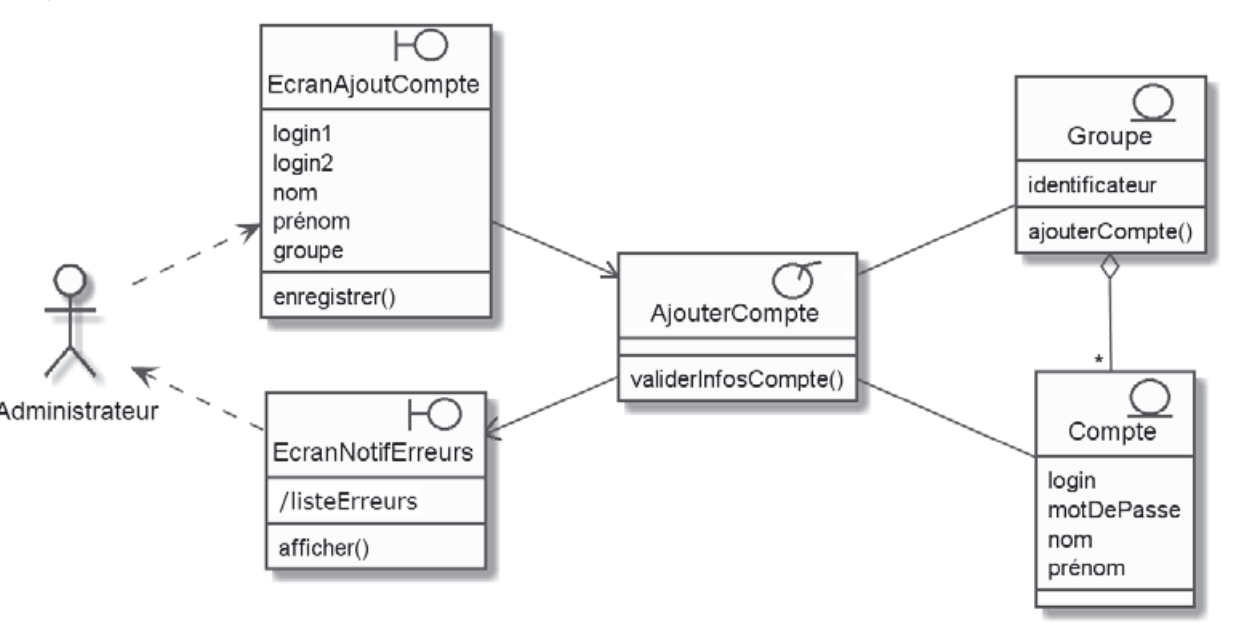 EcranAjoutCompte
login1
login2
nom
prénom
groupe
enregistrer()
Administrateur
EcranNotifErreurs
/listeErreurs
afficher()
AjouterCompte
validerInfosCompte()
Groupe
identificateur
ajouterCompte()
*
Compte
login
motDePasse
nom
prénom